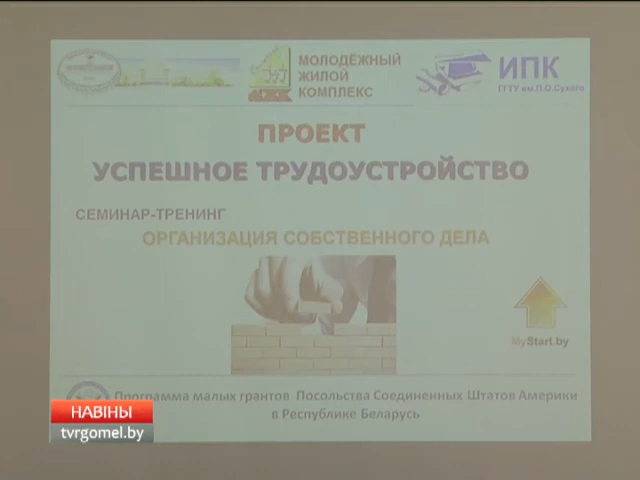 МОЛОДЁЖНЫЙ
ЖИЛОЙ
КОМПЛЕКС
ИПК
ГГТУ им.П.О.Сухого
ПРОЕКТ
УСПЕШНОЕ ТРУДОУСТРОЙСТВО
СЕМИНАР-ТРЕНИНГ
ОРГАНИЗАЦИЯ СОБСТВЕННОГО ДЕЛА
MyStart.by
Программа малых грантов Посольства Соединенных Штатов Америки
в Республике Беларусь
НАВІНЫ
tvrgomel.by